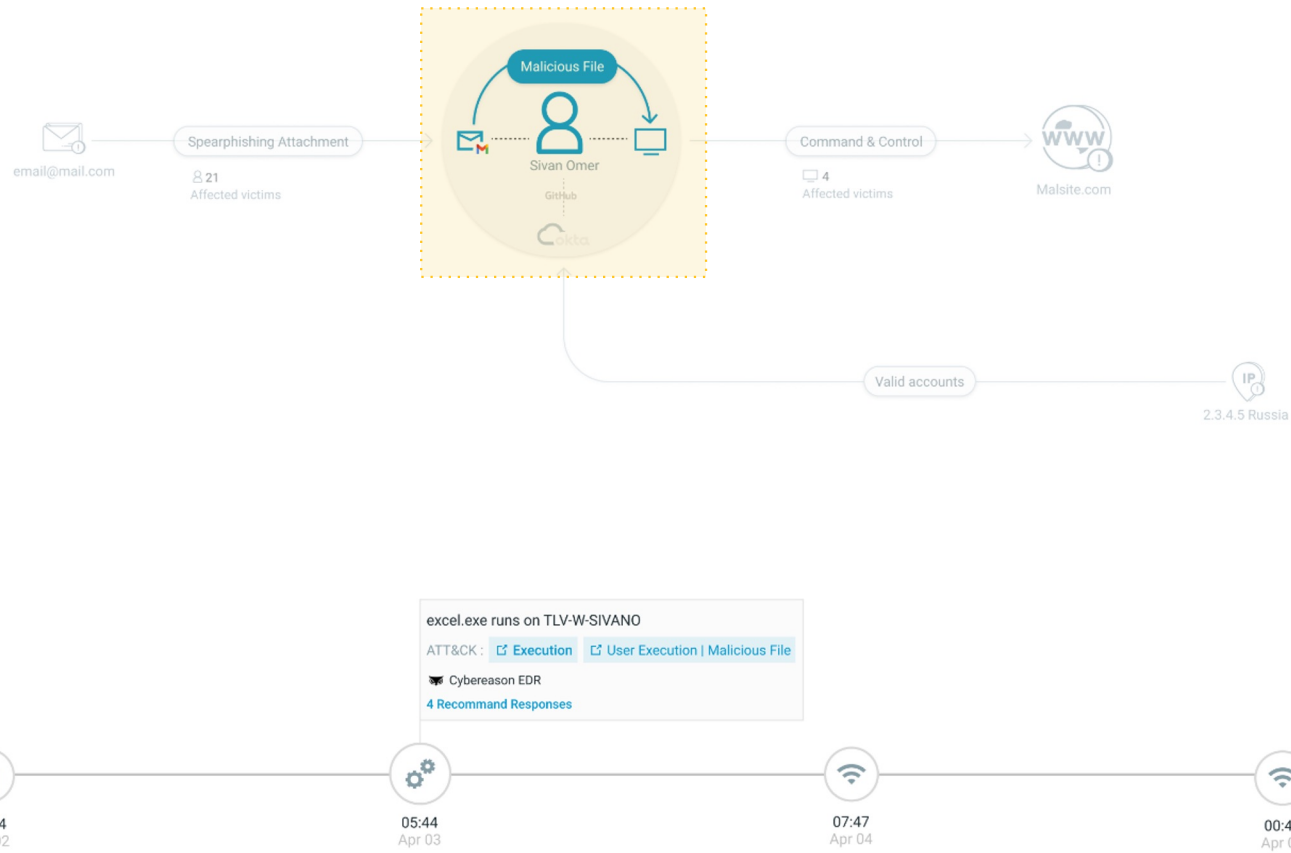 Malicious File
Spearphishing Attachment
Command & Control
WWW
email@mail.com
21
Affected victims
Sivan Omer
GitHub
okta
4
Affected victims
Malsite.com
Valid accounts
IP
2.3.4.5 Russia
excel.exe runs on TLV-W-SIVANO
ATT&CK : Execution User Execution | Malicious File
Cybereason EDR
4 Recommand Responses
05:44
Apr 03
07:47
Apr 04